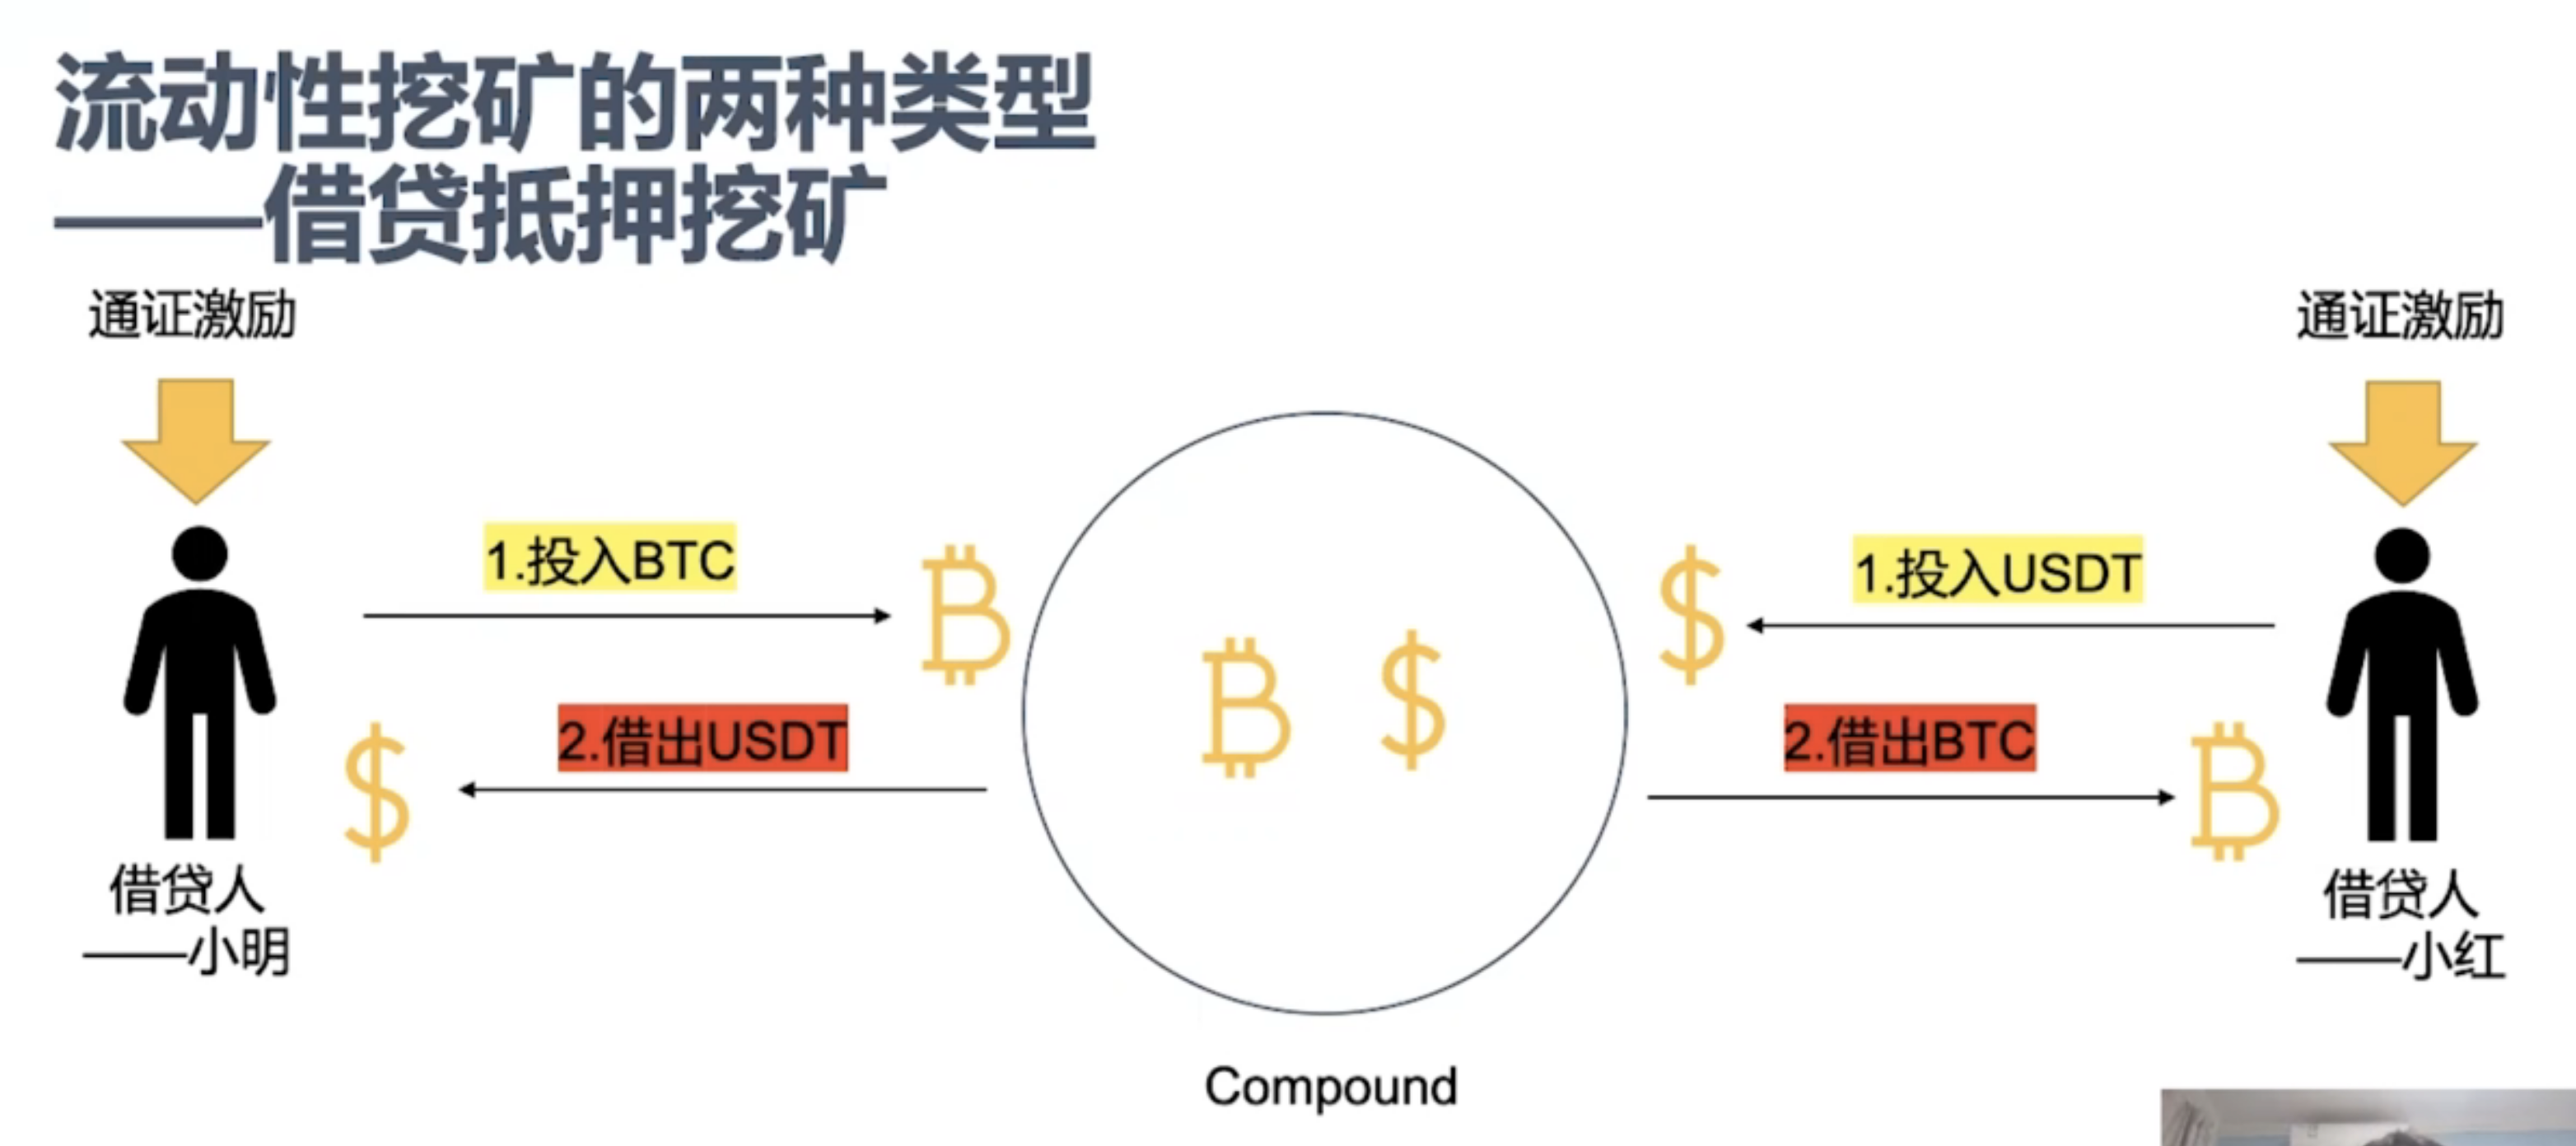 流动性挖矿的两种类型
——借贷抵押挖矿
通证激励
通证激励
1.投入BTC
1.投入USDT
2.借出USDT
2.借出BTC
借贷人
——小明
借贷人
——小红
Compound